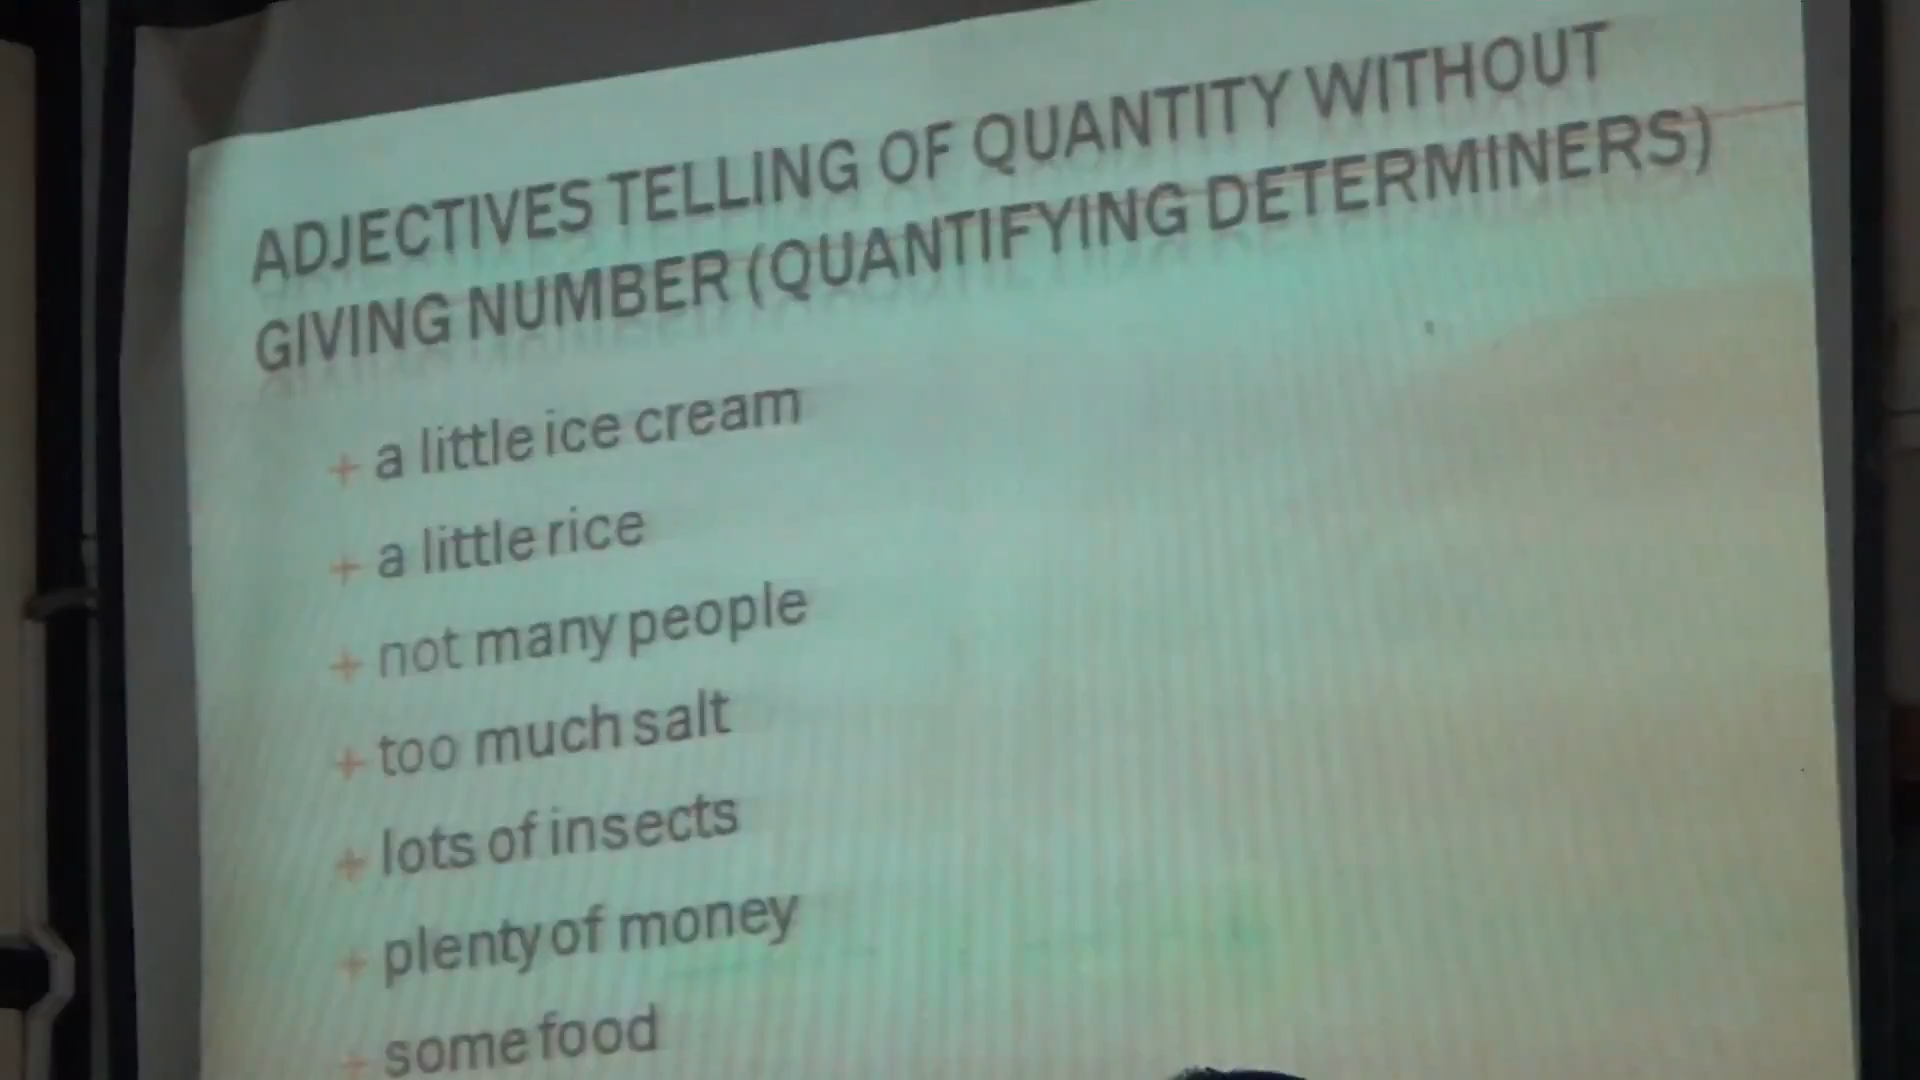 ADJECTIVES TELLING OF QUANTITY WITHOUT
GIVING NUMBER (QUANTIFYING DETERMINERS)
+ a little ice cream
+ a little rice
+ not many people
+ too much salt
+ lots of insects
+ plenty of money
+ some food